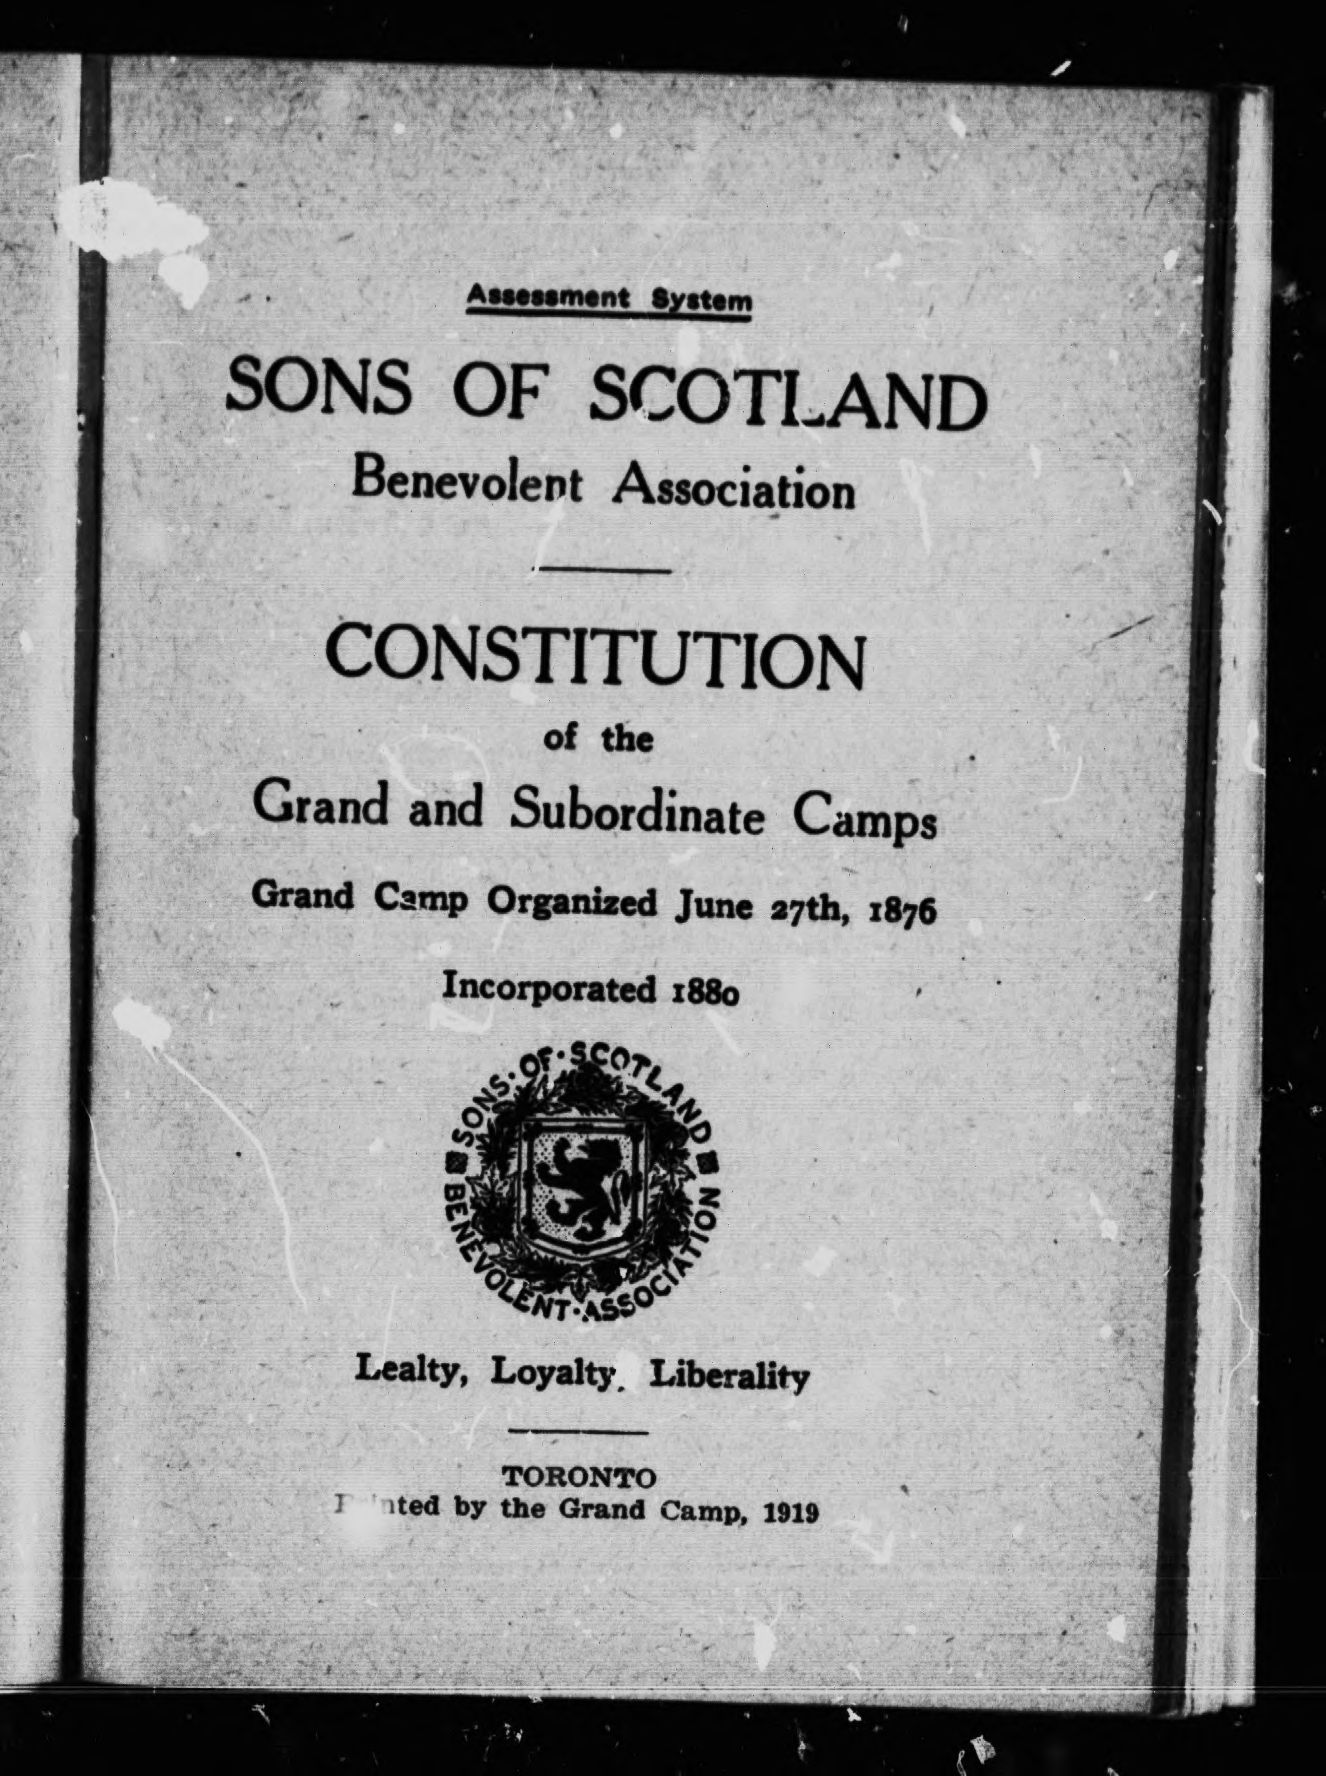 Assessment System
SONS OF SCOTLAND
Benevolent Association
CONSTITUTION
of the
Grand and Subordinate Camps
Grand Camp Organized June 27th, 1876
Incorporated 1880
SONS · OF · SCOTLAND
BENEVOLENT · ASSOCIATION
Lealty, Loyalty, Liberality
TORONTO
Printed by the Grand Camp, 1919